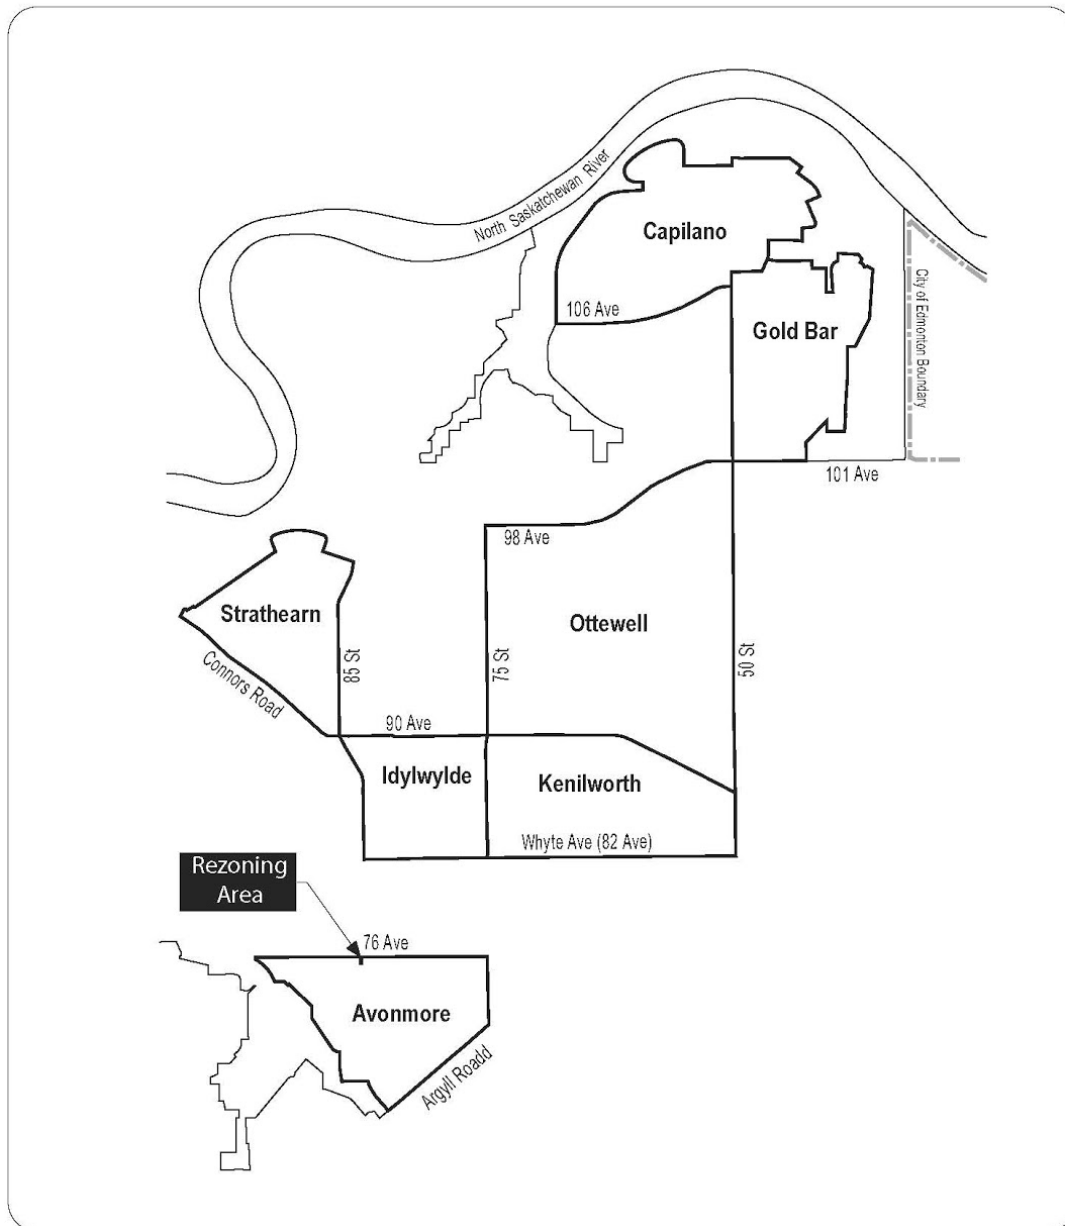 North Saskatchewan River
Capilano
106 Ave
Gold Bar
City of Edmonton Boundary
101 Ave
98 Ave
Strathearn
Ottewell
Connors Road
85 St
75 St
50 St
90 Ave
Idylwylde
Kenilworth
Whyte Ave (82 Ave)
Rezoning
Area
76 Ave
Avonmore
Argyll Roadd